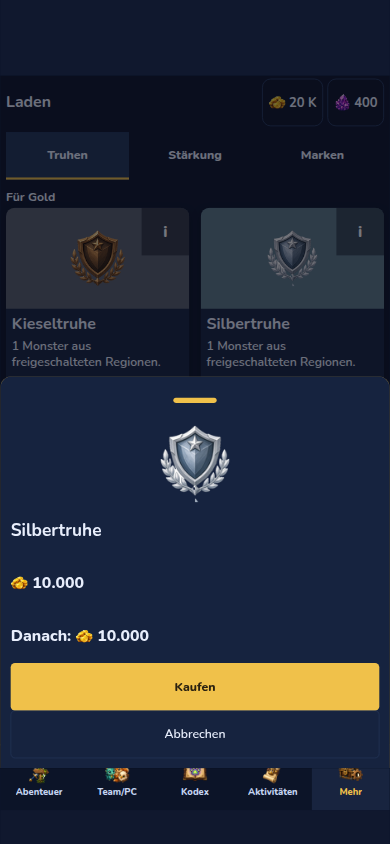 Laden
20 K
400
Truhen
Stärkung
Marken
Für Gold
i
i
Kieseltruhe
Silbertruhe
1 Monster aus
freigeschalteten Regionen.
1 Monster aus
freigeschalteten Regionen.
Silbertruhe
10.000
Danach: 10.000
Kaufen
Abbrechen
Abenteuer
Team/PC
Kodex
Aktivitäten
Mehr